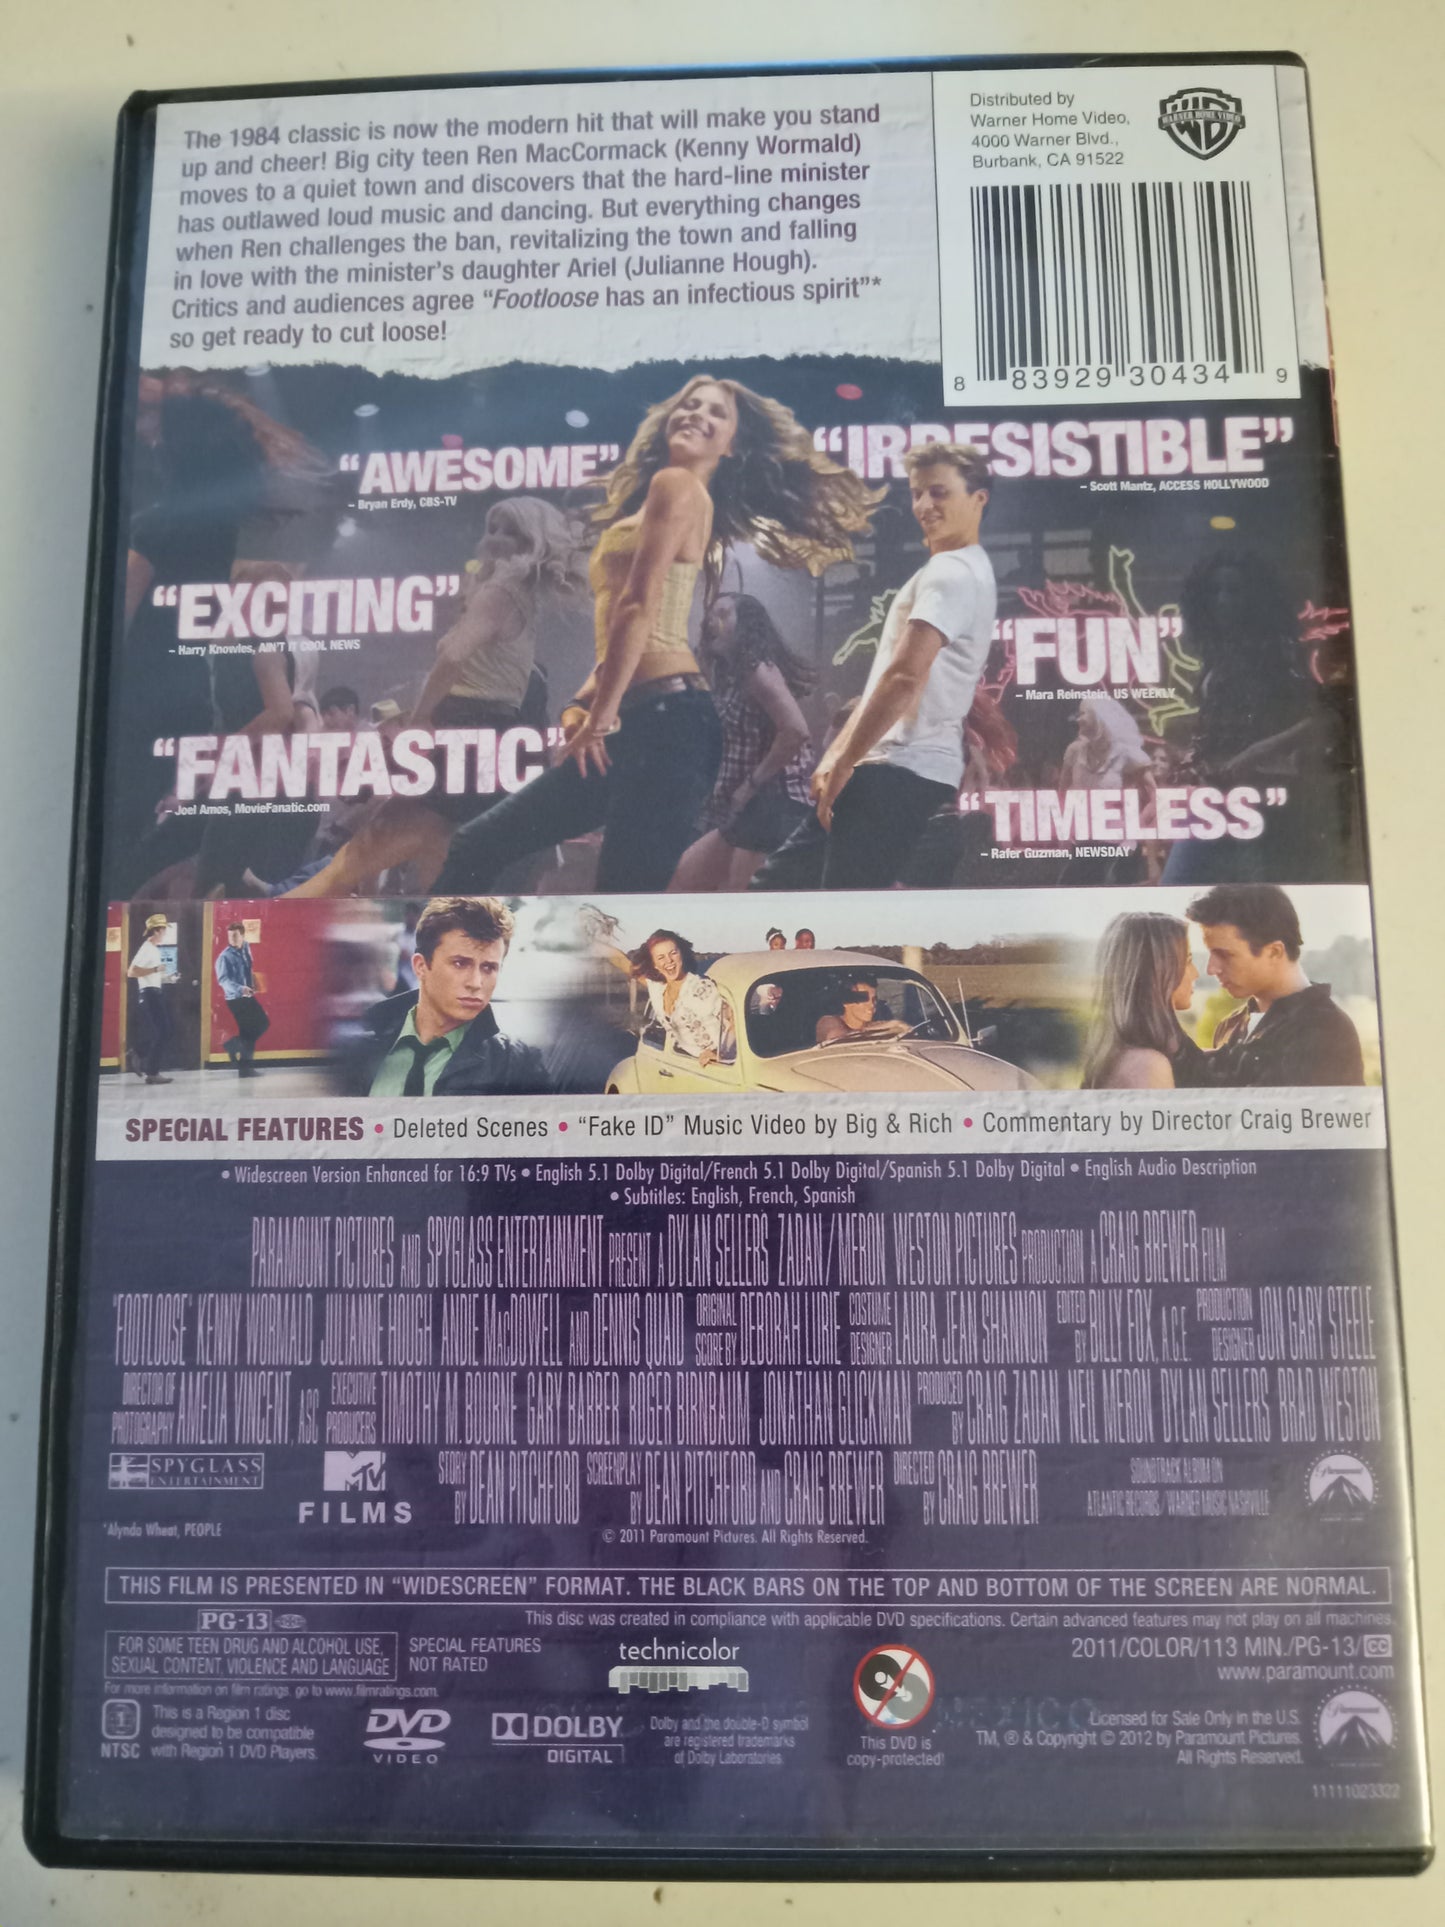 The 1984 classic is now the modern hit that will make you stand
up and cheer! Big city teen Ren MacCormack (Kenny Wormald)
moves to a quiet town and discovers that the hard-line minister
has outlawed loud music and dancing. But everything changes
when Ren challenges the ban, revitalizing the town and falling
in love with the minister's daughter Ariel (Julianne Hough).
Critics and audiences agree "Footloose has an infectious spirit"*
so get ready to cut loose!
Distributed by
Warner Home Video,
4000 Warner Blvd.,
Burbank, CA 91522
WARNER HOME VIDEO
8 83929 30434 9
"AWESOME"
– Bryan Erdy, CBS-TV
"IRRESISTIBLE"
– Scott Mantz, ACCESS HOLLYWOOD
"EXCITING"
– Harry Knowles, AIN'T IT COOL NEWS
"FUN"
– Mara Reinstein, US WEEKLY
"FANTASTIC"
– Joel Amos, MovieFanatic.com
"TIMELESS"
– Rafer Guzman, NEWSDAY
SPECIAL FEATURES • Deleted Scenes • "Fake ID" Music Video by Big & Rich • Commentary by Director Craig Brewer
• Widescreen Version Enhanced for 16:9 TVs • English 5.1 Dolby Digital/French 5.1 Dolby Digital/Spanish 5.1 Dolby Digital • English Audio Description
• Subtitles: English, French, Spanish
PARAMOUNT PICTURES AND SPYGLASS ENTERTAINMENT PRESENT A DYLAN SELLERS ZADAN/MERON WESTON PICTURES PRODUCTION A CRAIG BREWER FILM
"FOOTLOOSE" KENNY WORMALD JULIANNE HOUGH ANDIE MacDOWELL AND DENNIS QUAID ORIGINAL SCORE BY DEBORAH LURIE COSTUME DESIGNER LAURA JEAN SHANNON EDITED BY BILLY FOX, A.C.E. PRODUCTION DESIGNER JON GARY STEELE
DIRECTOR OF PHOTOGRAPHY AMELIA VINCENT, ASC EXECUTIVE PRODUCERS TIMOTHY M. BOURNE GARY BARBER ROGER BIRNBAUM JONATHAN GLICKMAN PRODUCED BY CRAIG ZADAN NEIL MERON DYLAN SELLERS BRAD WESTON
SPYGLASS ENTERTAINMENT
MTV FILMS
STORY BY DEAN PITCHFORD SCREENPLAY BY DEAN PITCHFORD AND CRAIG BREWER DIRECTED BY CRAIG BREWER
SOUNDTRACK ALBUM ON
ATLANTIC RECORDS/WARNER MUSIC NASHVILLE
Paramount
*Alynda Wheat, PEOPLE
© 2011 Paramount Pictures. All Rights Reserved.
THIS FILM IS PRESENTED IN "WIDESCREEN" FORMAT. THE BLACK BARS ON THE TOP AND BOTTOM OF THE SCREEN ARE NORMAL.
PG-13
This disc was created in compliance with applicable DVD specifications. Certain advanced features may not play on all machines.
FOR SOME TEEN DRUG AND ALCOHOL USE,
SEXUAL CONTENT, VIOLENCE AND LANGUAGE
SPECIAL FEATURES
NOT RATED
technicolor
2011/COLOR/113 MIN./PG-13/CC
www.paramount.com
For more information on film ratings, go to www.filmratings.com.
1
NTSC
This is a Region 1 disc
designed to be compatible
with Region 1 DVD Players.
DVD
VIDEO
DOLBY
DIGITAL
Dolby and the double-D symbol
are registered trademarks
of Dolby Laboratories.
This DVD is
copy-protected!
Licensed for Sale Only in the U.S.
TM, ® & Copyright © 2012 by Paramount Pictures.
All Rights Reserved.
Paramount
11111023322